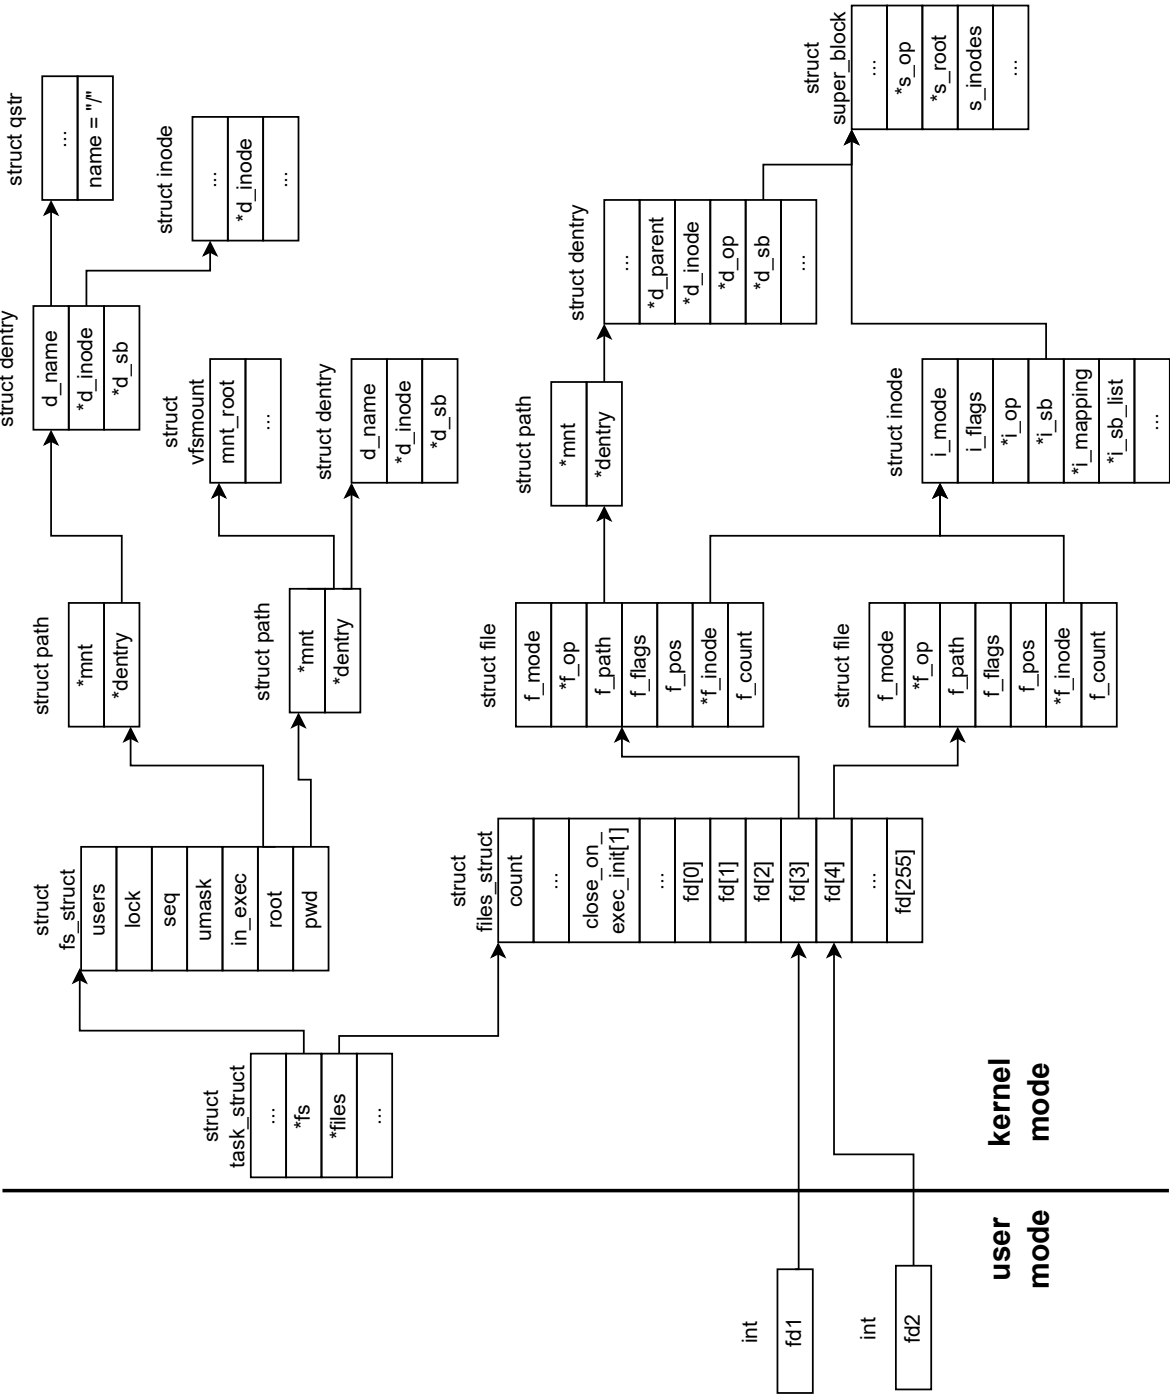 struct
task_struct
...
*fs
*files
...
struct
fs_struct
users
lock
seq
umask
in_exec
root
pwd
struct path
*mnt
*dentry
struct dentry
d_name
*d_inode
*d_sb
struct qstr
...
name = "/"
struct inode
...
*d_inode
...
struct path
*mnt
*dentry
struct
vfsmount
mnt_root
...
struct dentry
d_name
*d_inode
*d_sb
struct
files_struct
count
...
close_on_
exec_init[1]
...
fd[0]
fd[1]
fd[2]
fd[3]
fd[4]
...
fd[255]
struct file
f_mode
*f_op
f_path
f_flags
f_pos
*f_inode
f_count
struct path
*mnt
*dentry
struct dentry
...
*d_parent
*d_inode
*d_op
*d_sb
...
struct
super_block
...
*s_op
*s_root
s_inodes
...
struct file
f_mode
*f_op
f_path
f_flags
f_pos
*f_inode
f_count
struct inode
i_mode
i_flags
*i_op
*i_sb
*i_mapping
*i_sb_list
...
int
fd1
int
fd2
user
mode
kernel
mode